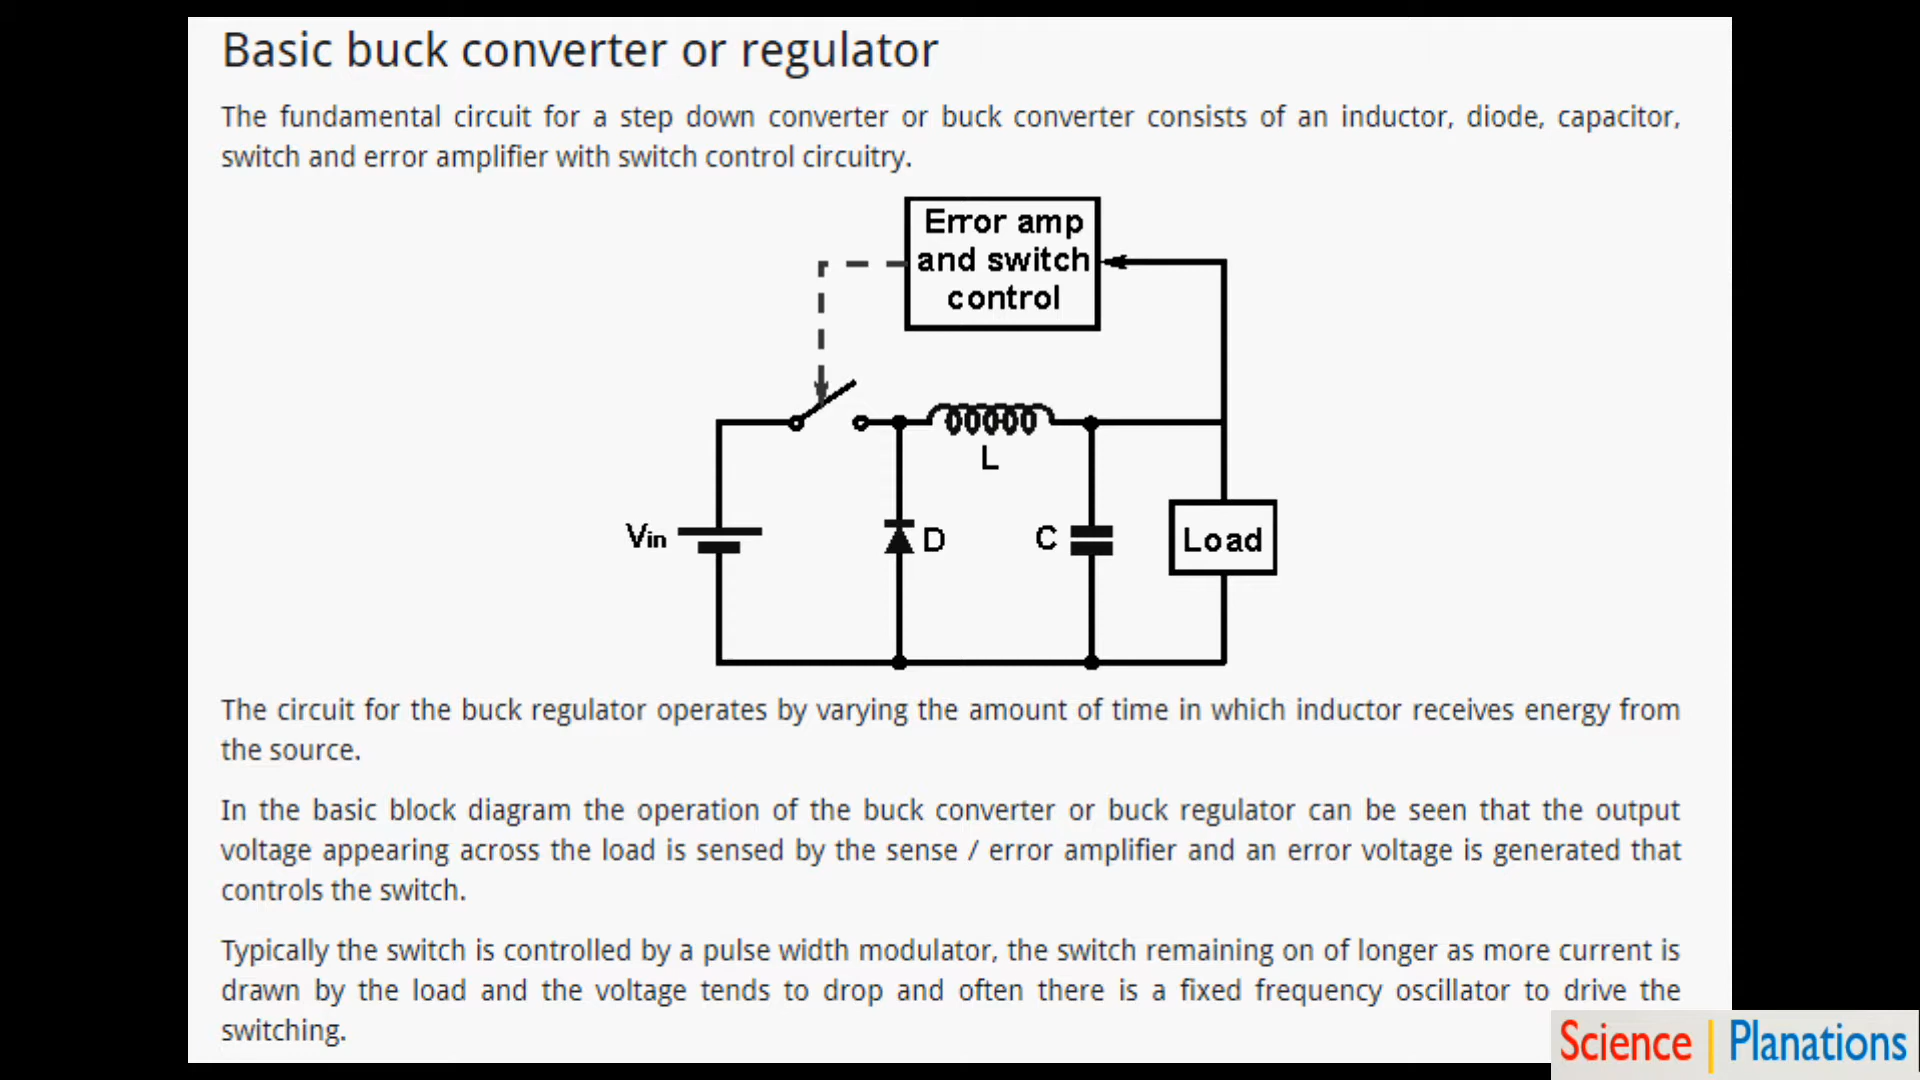 Basic buck converter or regulator
The fundamental circuit for a step down converter or buck converter consists of an inductor, diode, capacitor,
switch and error amplifier with switch control circuitry.
Error amp
and switch
control
L
Vin
D
C
Load
The circuit for the buck regulator operates by varying the amount of time in which inductor receives energy from
the source.
In the basic block diagram the operation of the buck converter or buck regulator can be seen that the output
voltage appearing across the load is sensed by the sense / error amplifier and an error voltage is generated that
controls the switch.
Typically the switch is controlled by a pulse width modulator, the switch remaining on of longer as more current is
drawn by the load and the voltage tends to drop and often there is a fixed frequency oscillator to drive the
switching.
Science | Planations